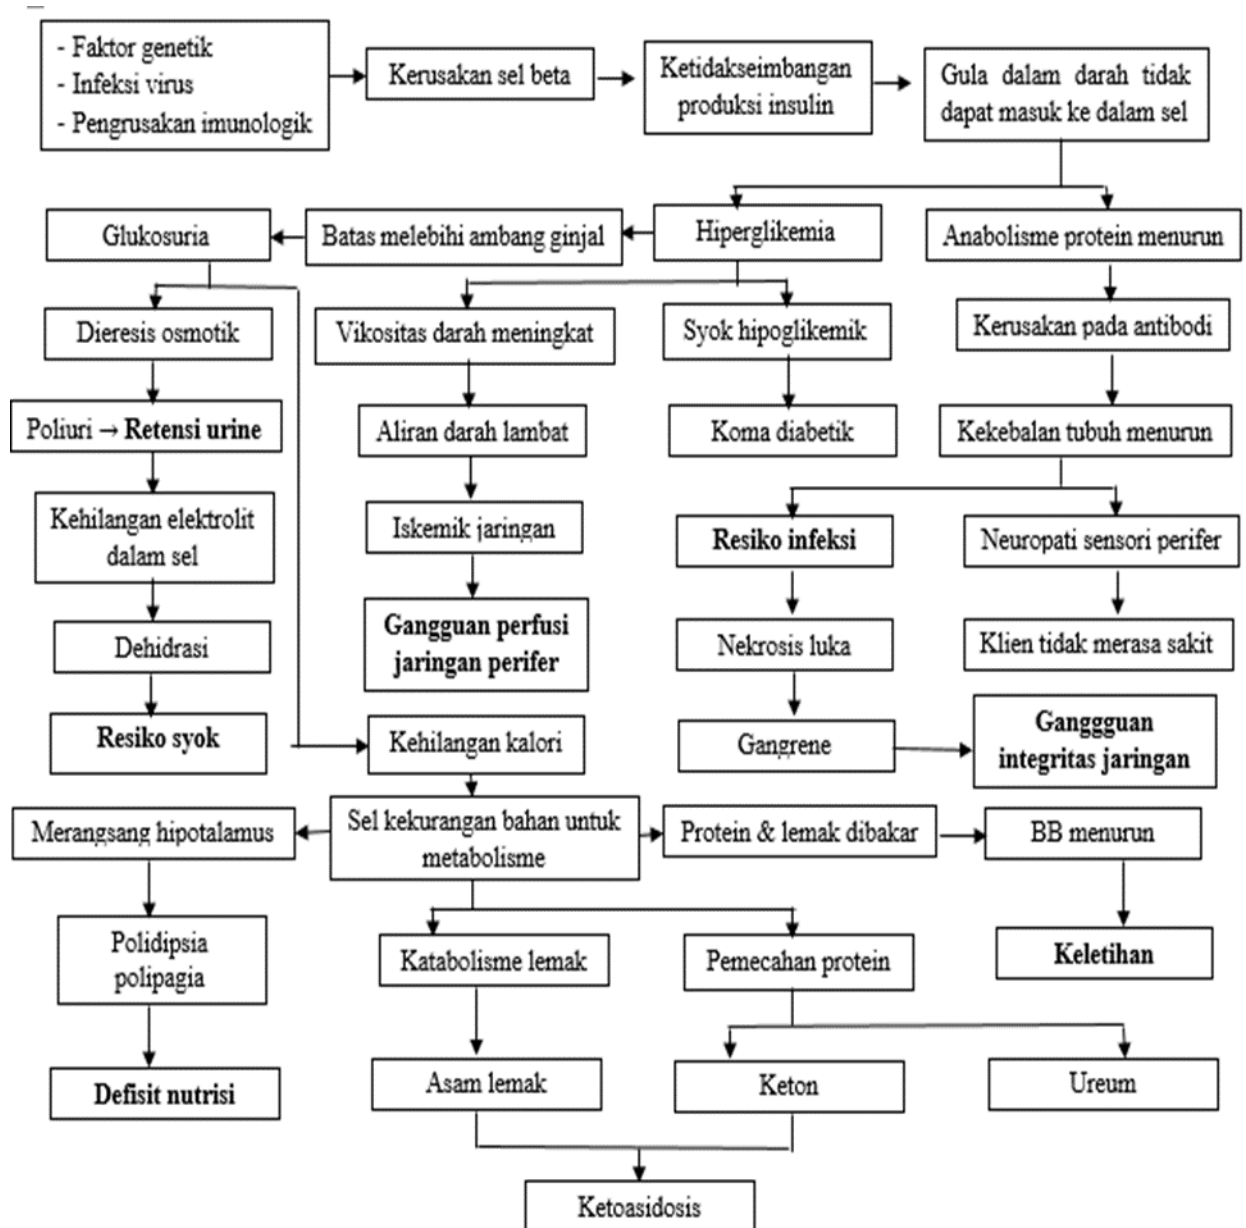 - Faktor genetik
- Infeksi virus
- Pengrusakan imunologik
Kerusakan sel beta
Ketidakseimbangan
produksi insulin
Gula dalam darah tidak
dapat masuk ke dalam sel
Glukosuria
Batas melebihi ambang ginjal
Hiperglikemia
Anabolisme protein menurun
Dieresis osmotik
Vikositas darah meningkat
Syok hipoglikemik
Kerusakan pada antibodi
Poliuri → Retensi urine
Aliran darah lambat
Koma diabetik
Kekebalan tubuh menurun
Kehilangan elektrolit
dalam sel
Iskemik jaringan
Resiko infeksi
Neuropati sensori perifer
Dehidrasi
Gangguan perfusi
jaringan perifer
Nekrosis luka
Klien tidak merasa sakit
Resiko syok
Kehilangan kalori
Gangrene
Ganggguan
integritas jaringan
Merangsang hipotalamus
Sel kekurangan bahan untuk
metabolisme
Protein & lemak dibakar
BB menurun
Polidipsia
polipagia
Katabolisme lemak
Pemecahan protein
Keletihan
Defisit nutrisi
Asam lemak
Keton
Ureum
Ketoasidosis